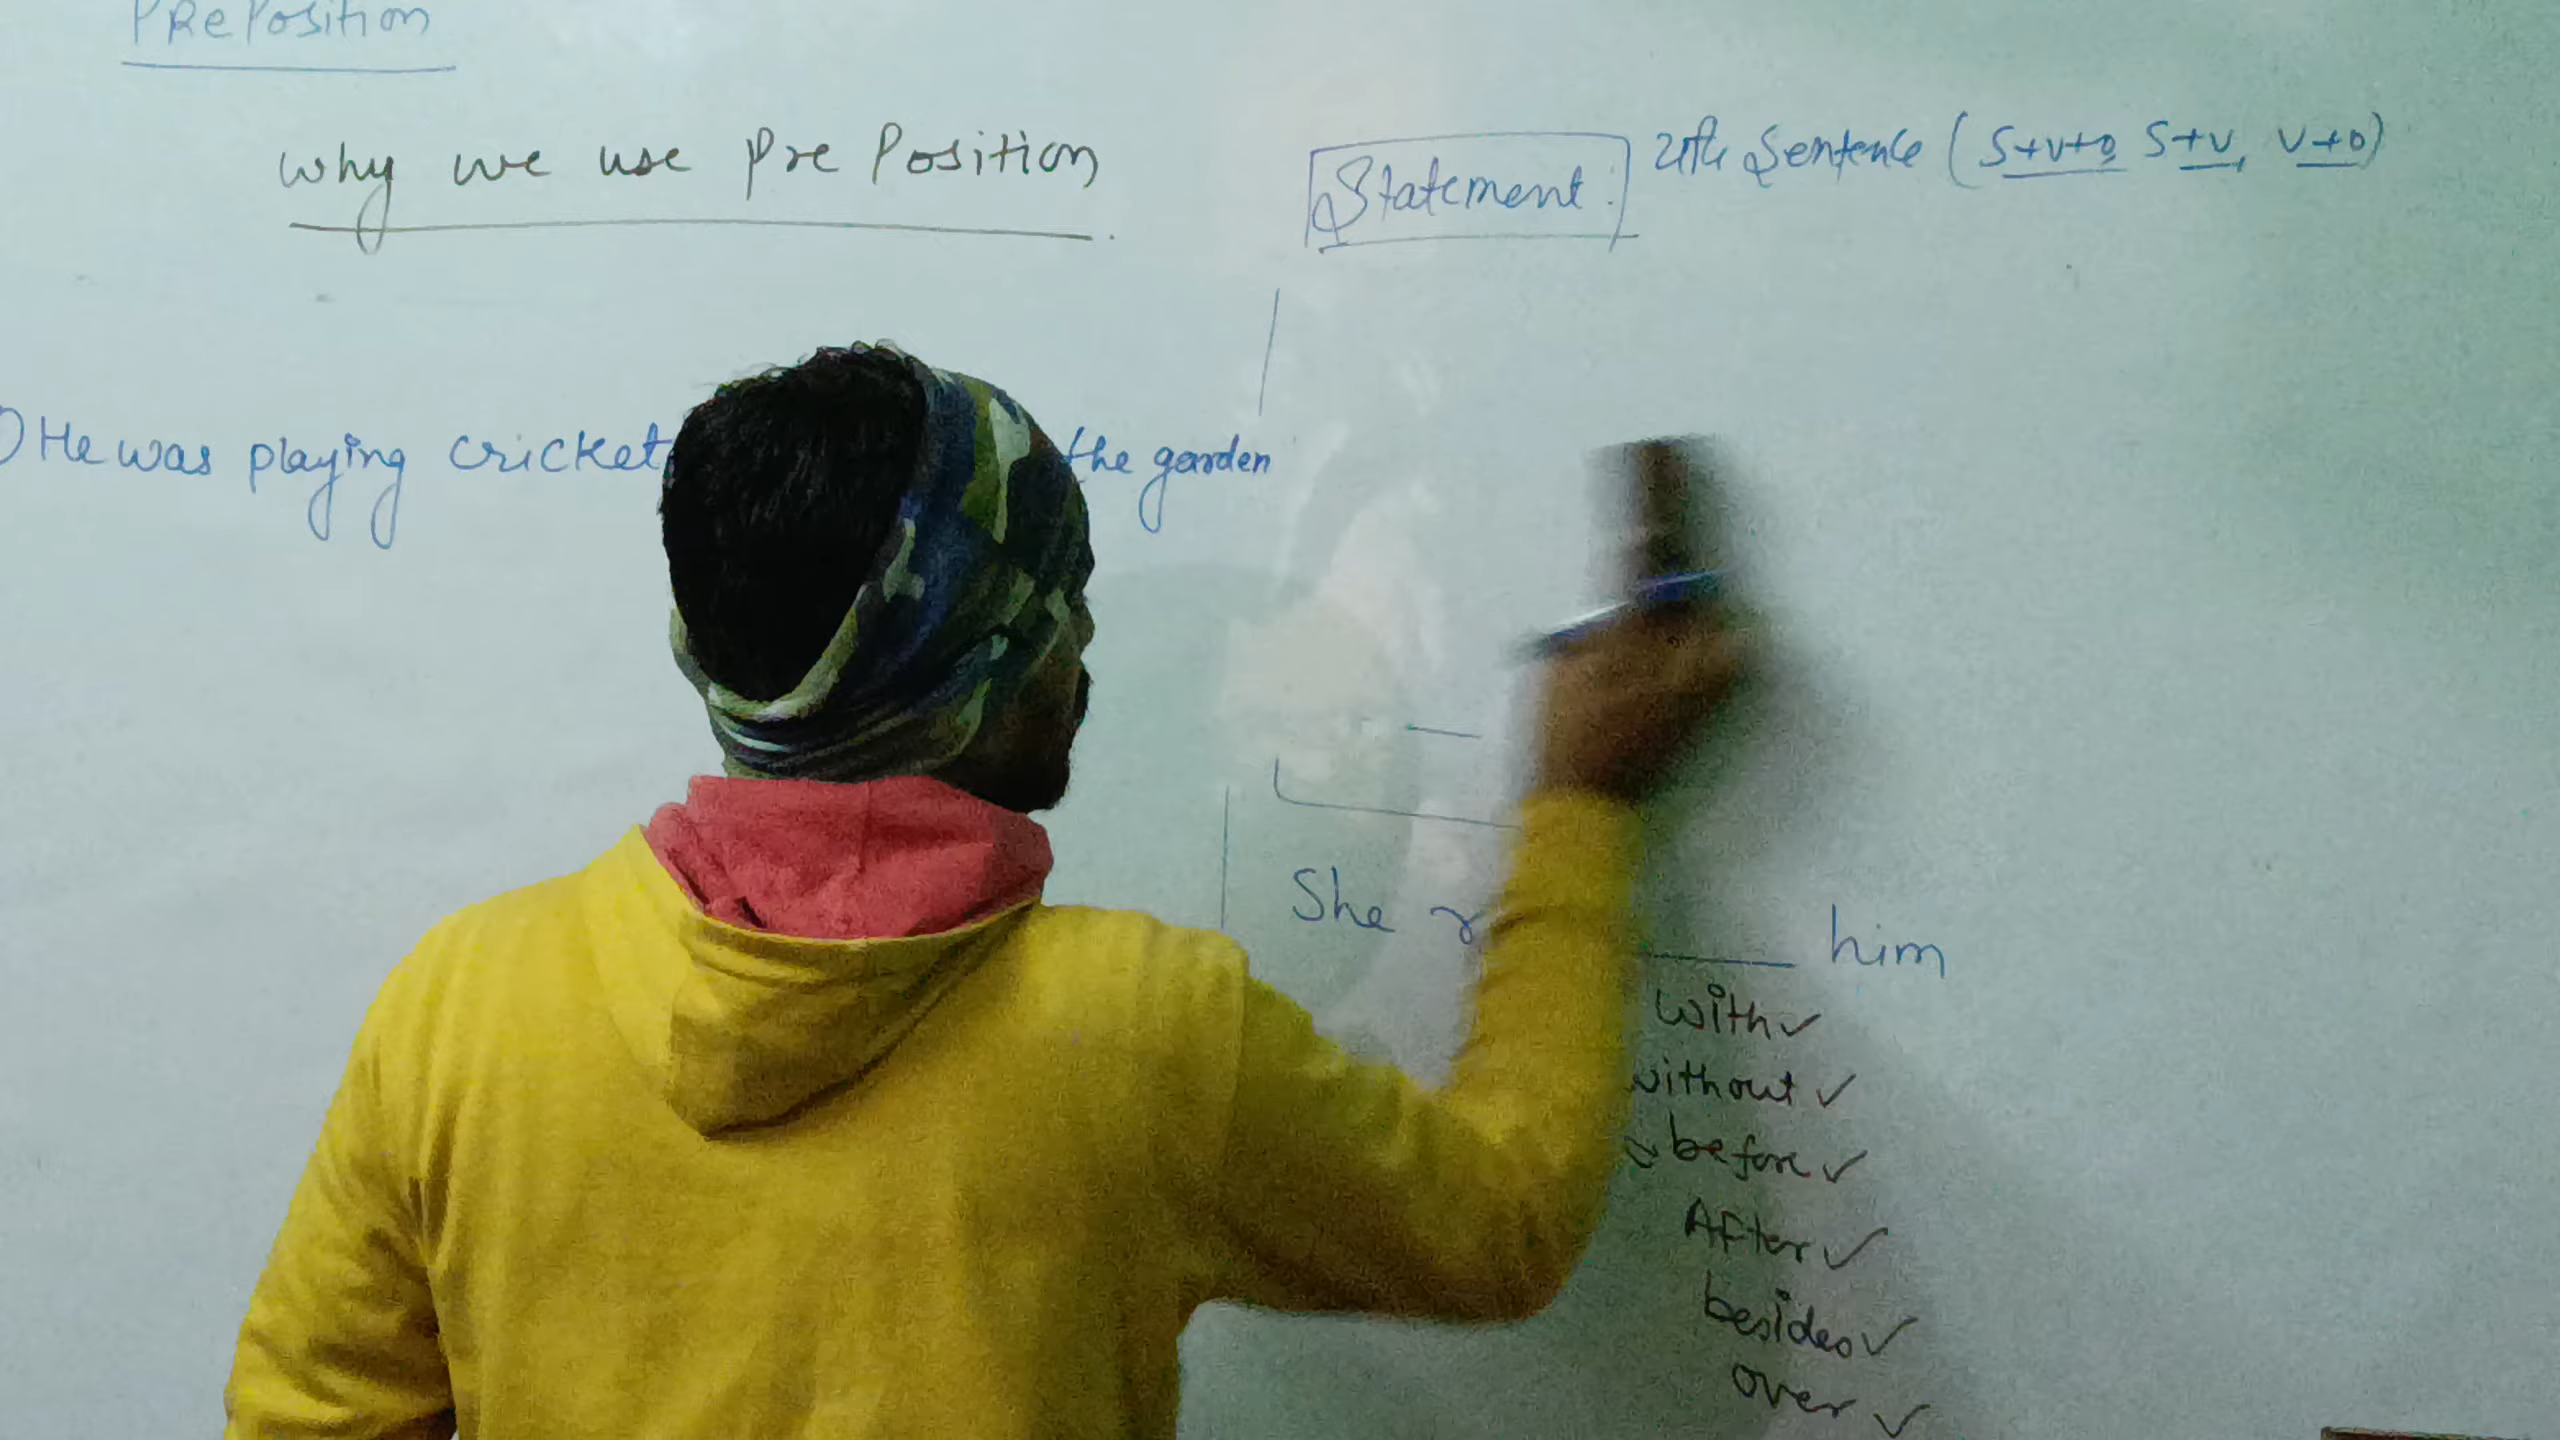 PRePosition
why we use Pre Position
Statement: Sentence (S+V+O S+V, V+O)
He was playing cricket the garden
She him
with ✓
without ✓
before ✓
After ✓
besides ✓
over ✓